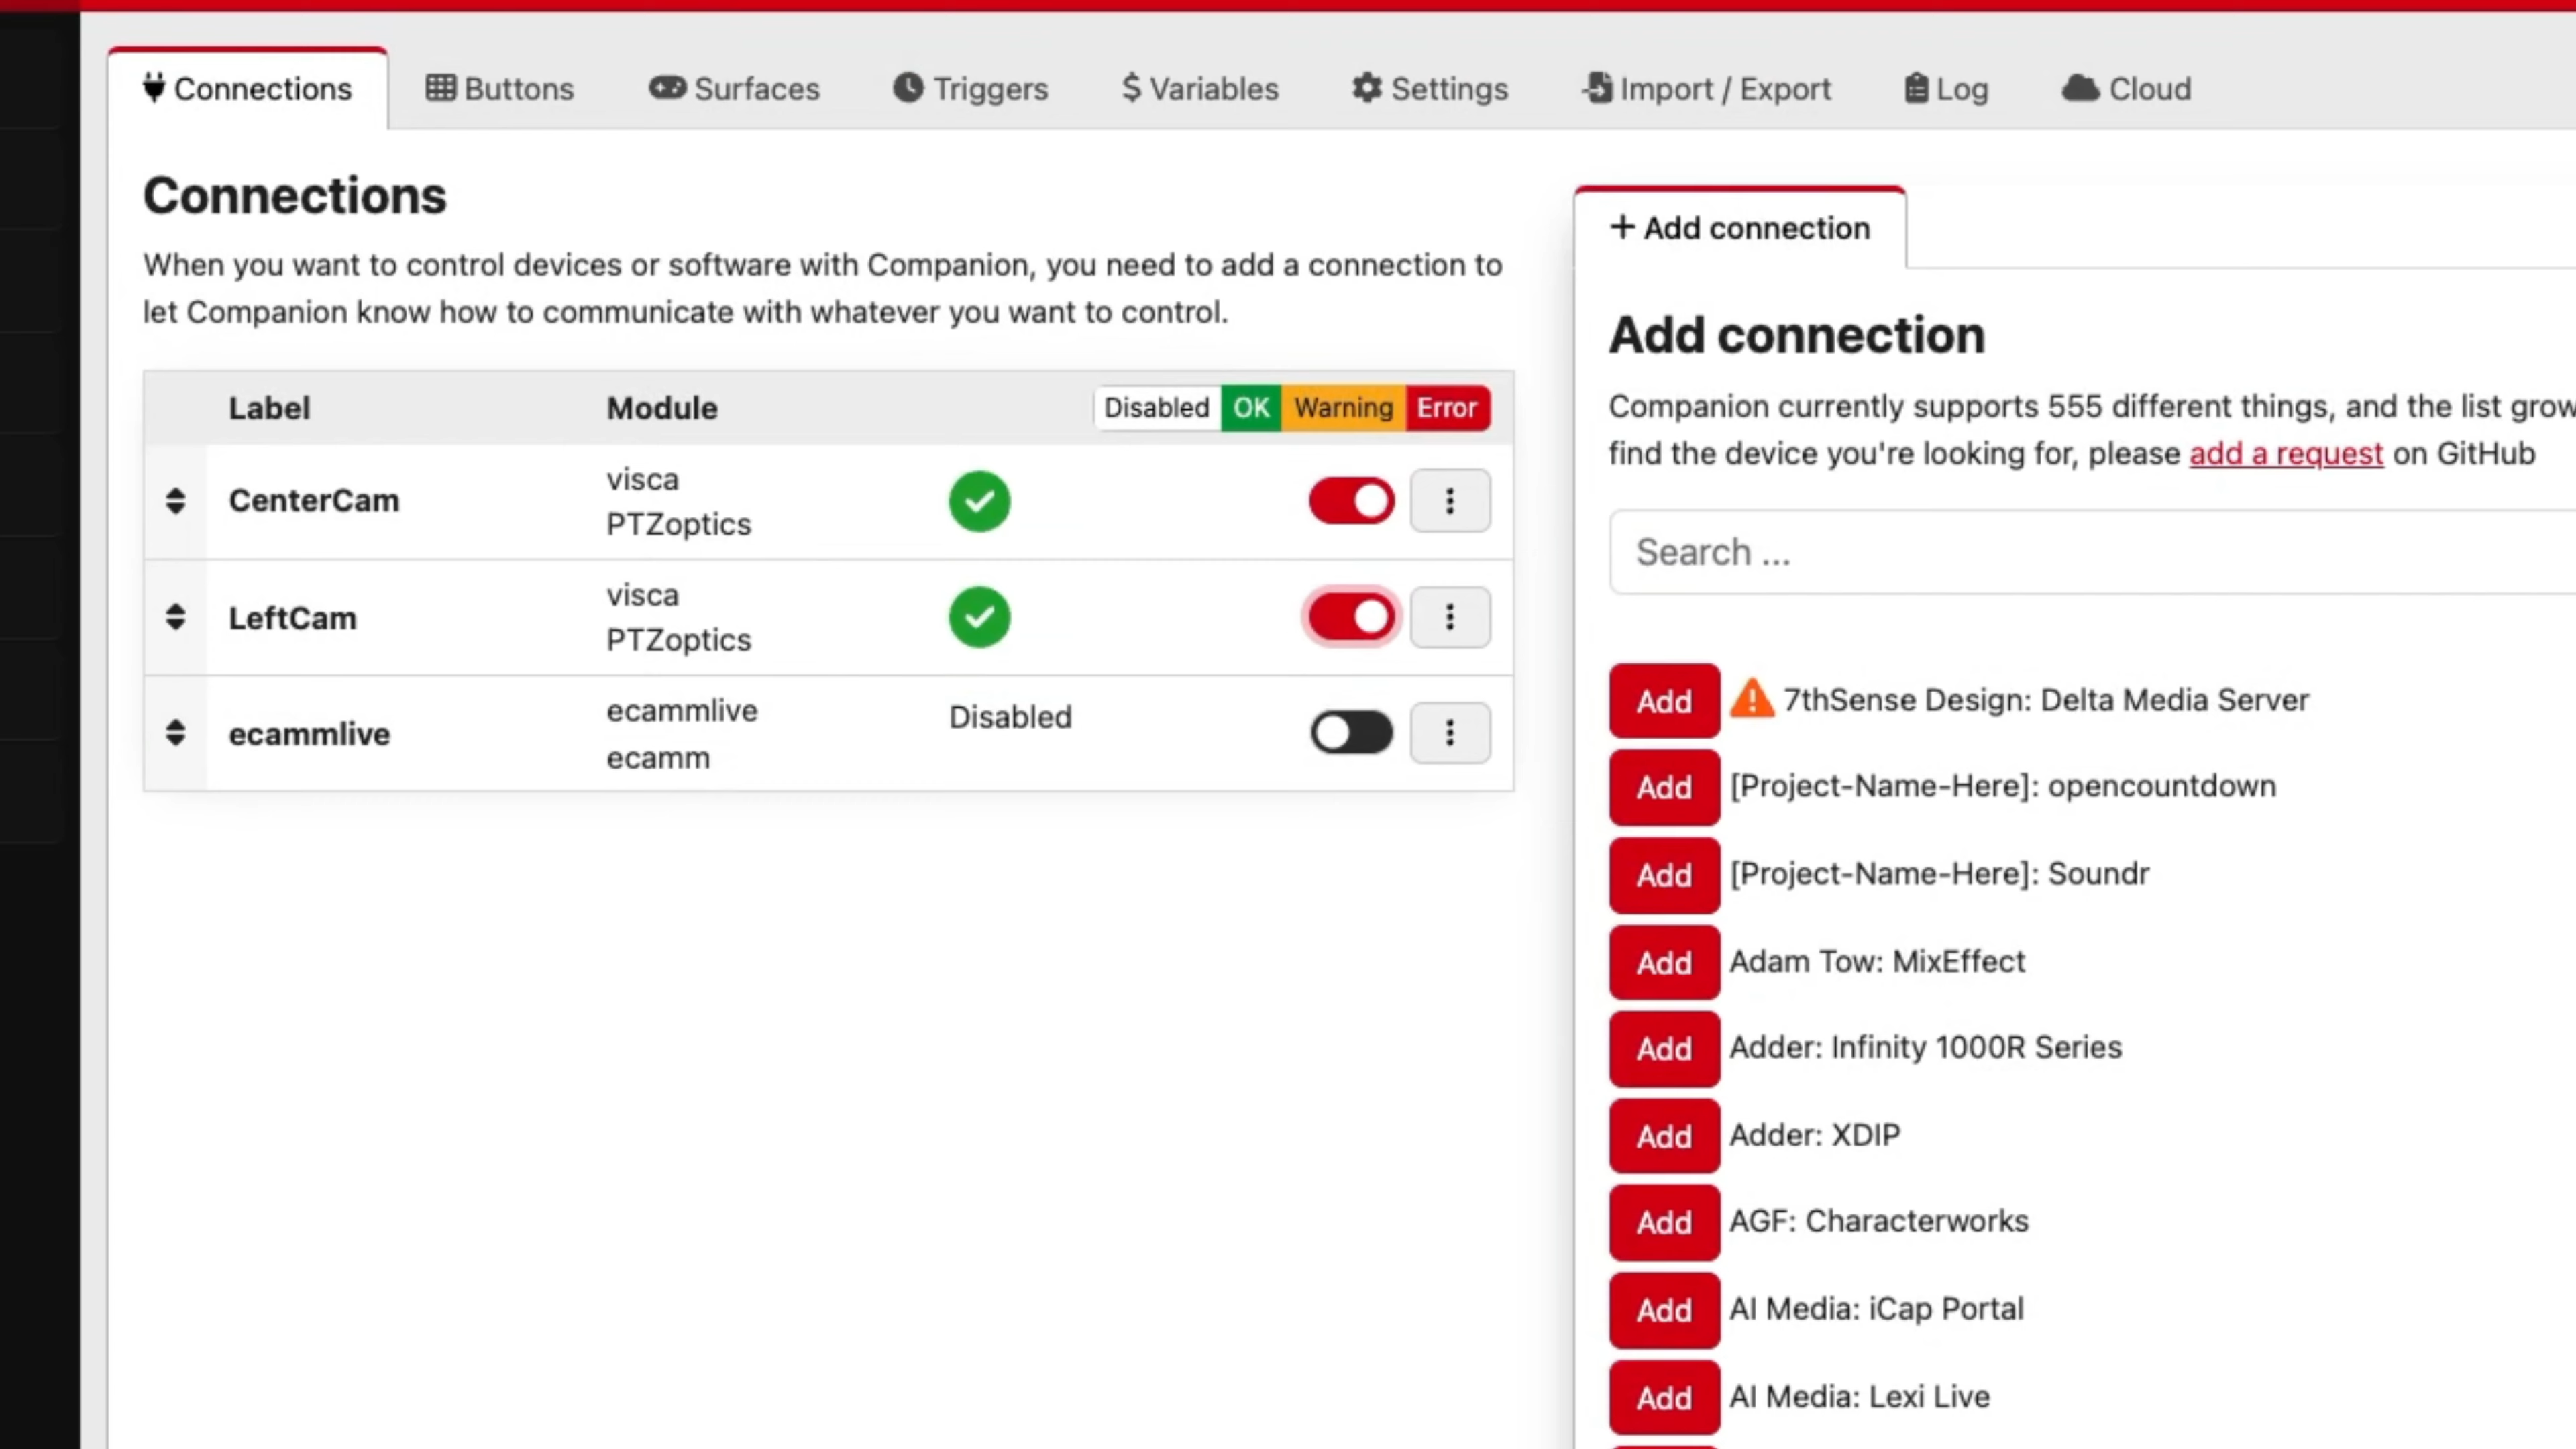 Connections Buttons Surfaces Triggers $ Variables Settings Import / Export Log Cloud
Connections
When you want to control devices or software with Companion, you need to add a connection to
let Companion know how to communicate with whatever you want to control.
Label Module Disabled OK Warning Error
CenterCam
visca
PTZoptics
LeftCam
visca
PTZoptics
ecammlive
ecammlive
ecamm
Disabled
+ Add connection
Add connection
Companion currently supports 555 different things, and the list grow
find the device you're looking for, please add a request on GitHub
Search ...
Add 7thSense Design: Delta Media Server
Add [Project-Name-Here]: opencountdown
Add [Project-Name-Here]: Soundr
Add Adam Tow: MixEffect
Add Adder: Infinity 1000R Series
Add Adder: XDIP
Add AGF: Characterworks
Add AI Media: iCap Portal
Add AI Media: Lexi Live